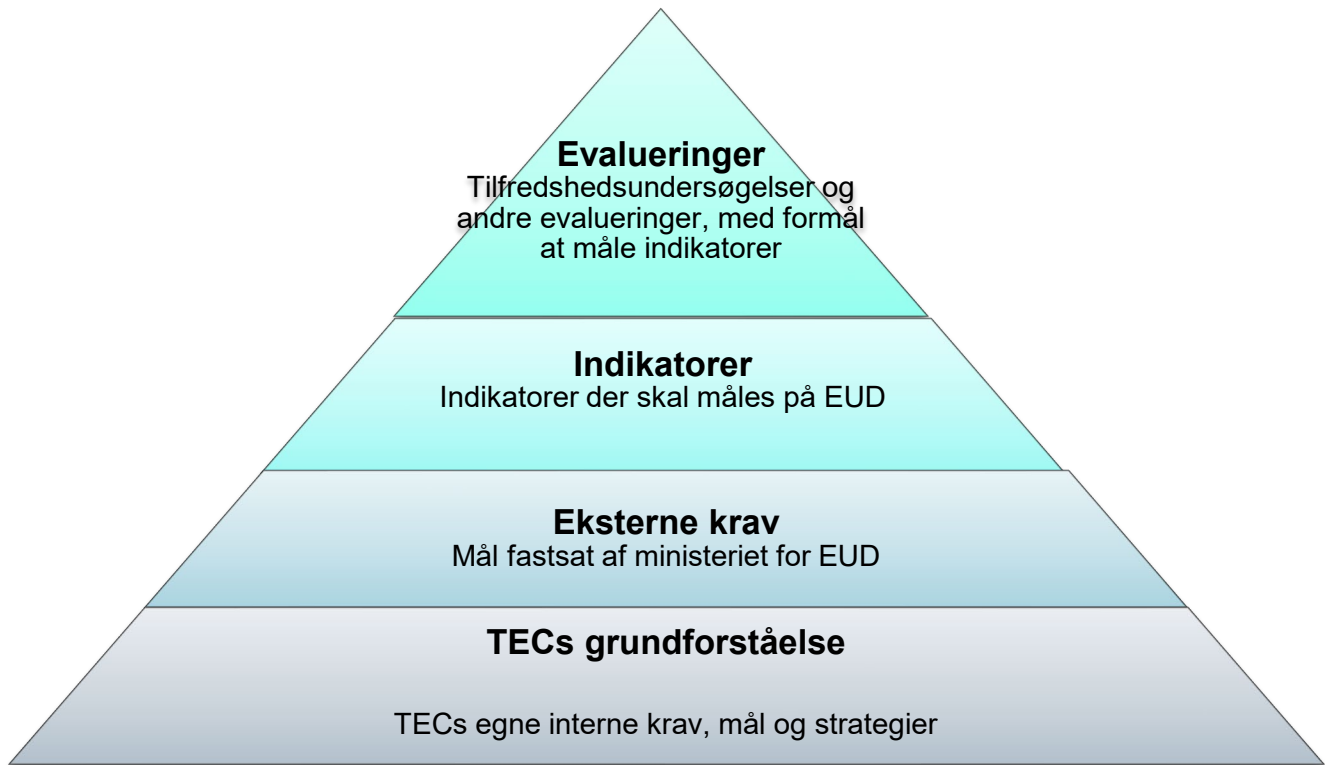 Evalueringer
Tilfredshedsundersøgelser og
andre evalueringer, med formål
at måle indikatorer
Indikatorer
Indikatorer der skal måles på EUD
Eksterne krav
Mål fastsat af ministeriet for EUD
TECs grundforståelse
TECs egne interne krav, mål og strategier